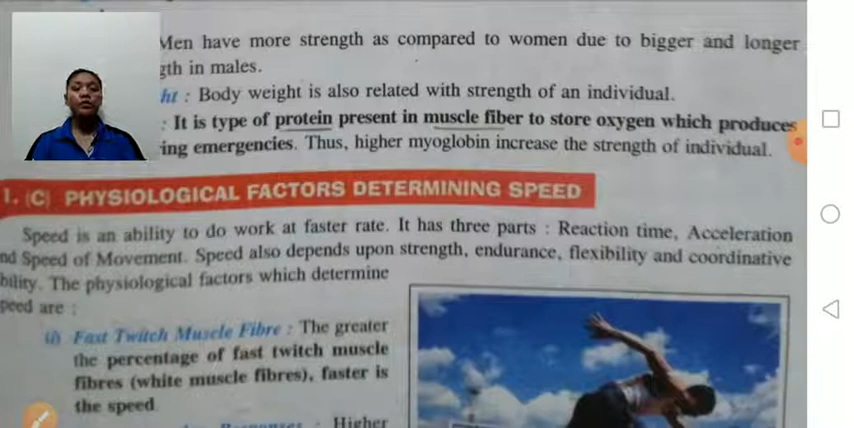 Men have more strength as compared to women due to bigger and longer
gth in males.
ht : Body weight is also related with strength of an individual.
: It is type of protein present in muscle fiber to store oxygen which produces
ing emergencies. Thus, higher myoglobin increase the strength of individual.
1. (C) PHYSIOLOGICAL FACTORS DETERMINING SPEED
Speed is an ability to do work at faster rate. It has three parts : Reaction time, Acceleration
nd Speed of Movement. Speed also depends upon strength, endurance, flexibility and coordinative
bility. The physiological factors which determine
peed are :
(i) Fast Twitch Muscle Fibre : The greater
the percentage of fast twitch muscle
fibres (white muscle fibres), faster is
the speed
: Higher